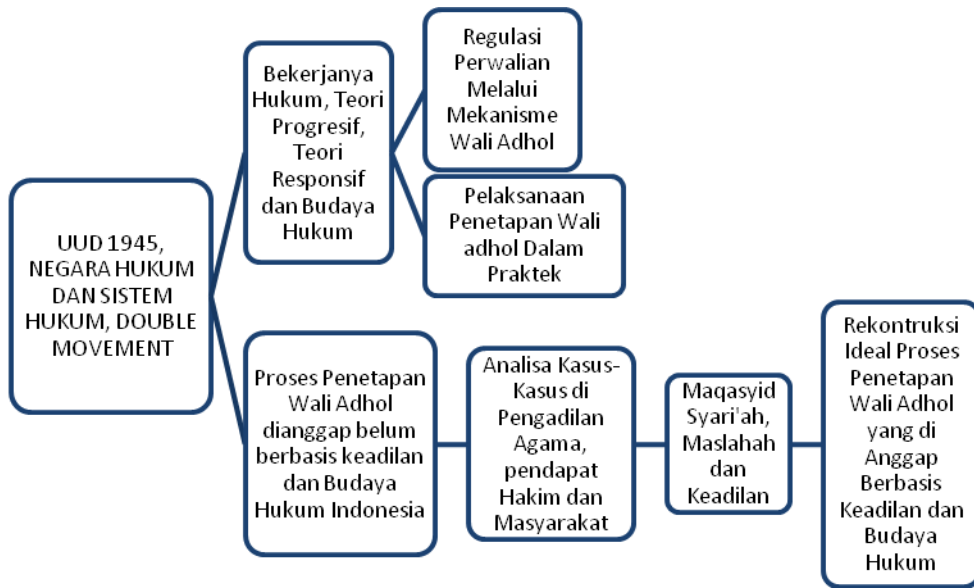 UUD 1945,
NEGARA HUKUM
DAN SISTEM
HUKUM, DOUBLE
MOVEMENT
Bekerjanya
Hukum, Teori
Progresif,
Teori
Responsif
dan Budaya
Hukum
Regulasi
Perwalian
Melalui
Mekanisme
Wali Adhol
Pelaksanaan
Penetapan Wali
adhol Dalam
Praktek
Proses Penetapan
Wali Adhol
dianggap belum
berbasis keadilan
dan Budaya
Hukum Indonesia
Analisa Kasus-
Kasus di
Pengadilan
Agama,
pendapat
Hakim dan
Masyarakat
Maqasyid
Syari'ah,
Maslahah
dan
Keadilan
Rekontruksi
Ideal Proses
Penetapan
Wali Adhol
yang di
Anggap
Berbasis
Keadilan dan
Budaya
Hukum